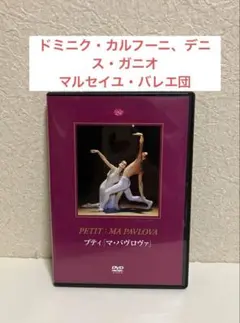 ドミニク・カルフーニ、デニ
ス・ガニオ
マルセイユ・バレエ団
PETIT : MA PAVLOVA
プティ「マ・パヴロヴァ」
DVD